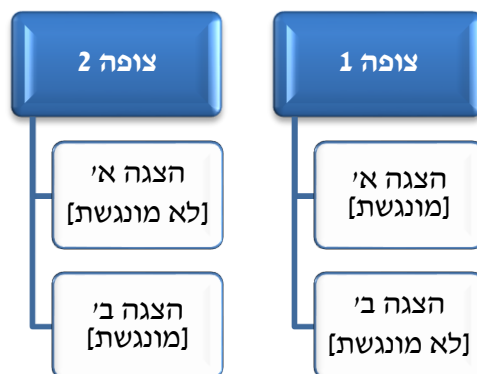 צופה 1
הצגה א׳
[מונגשת]
הצגה ב׳
[לא מונגשת]
צופה 2
הצגה א׳
[לא מונגשת]
הצגה ב׳
[מונגשת]